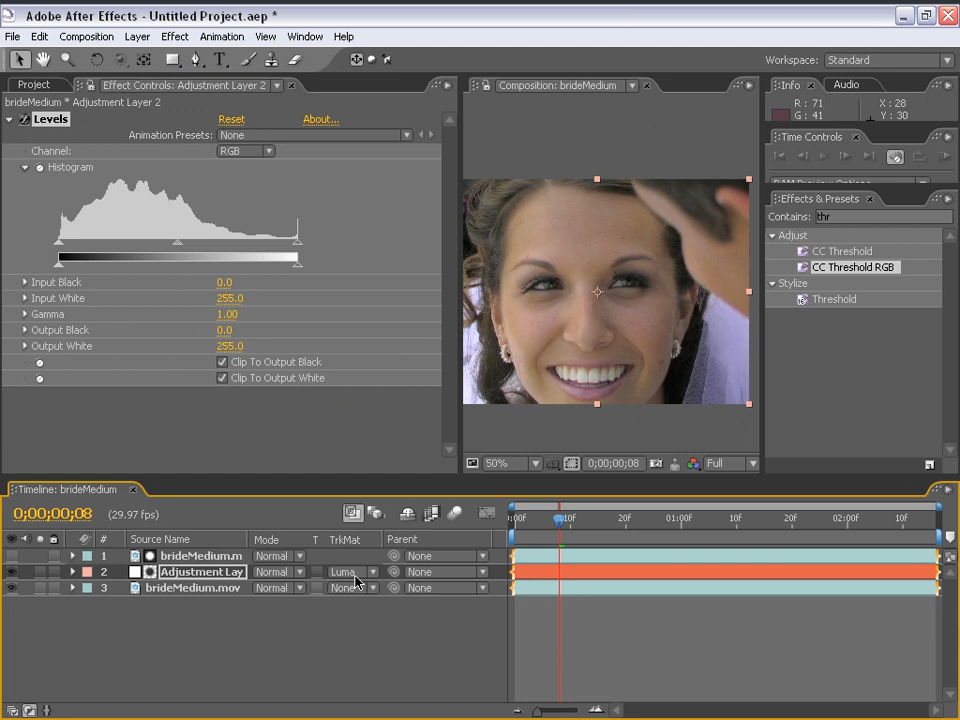 Adobe After Effects - Untitled Project.aep *
File Edit Composition Layer Effect Animation View Window Help
Workspace: Standard
Project Effect Controls: Adjustment Layer 2
Composition: brideMedium
Info Audio
brideMedium * Adjustment Layer 2
R : 71 X : 28
G : 41 Y : 30
Levels Reset About...
Animation Presets: None
Time Controls
Channel: RGB
Histogram
Effects & Presets
Contains: thr
Adjust
CC Threshold
CC Threshold RGB
Stylize
Threshold
Input Black 0.0
Input White 255.0
Gamma 1.00
Output Black 0.0
Output White 255.0
Clip To Output Black
Clip To Output White
50% 0;00;00;08 Full
Timeline: brideMedium
0;00;00;08 (29.97 fps)
:00f 10f 20f 01:00f 10f 20f 02:00f 10f
# Source Name Mode T TrkMat Parent
1 brideMedium.m Normal None
2 Adjustment Lay Normal Luma None
3 brideMedium.mov Normal None None